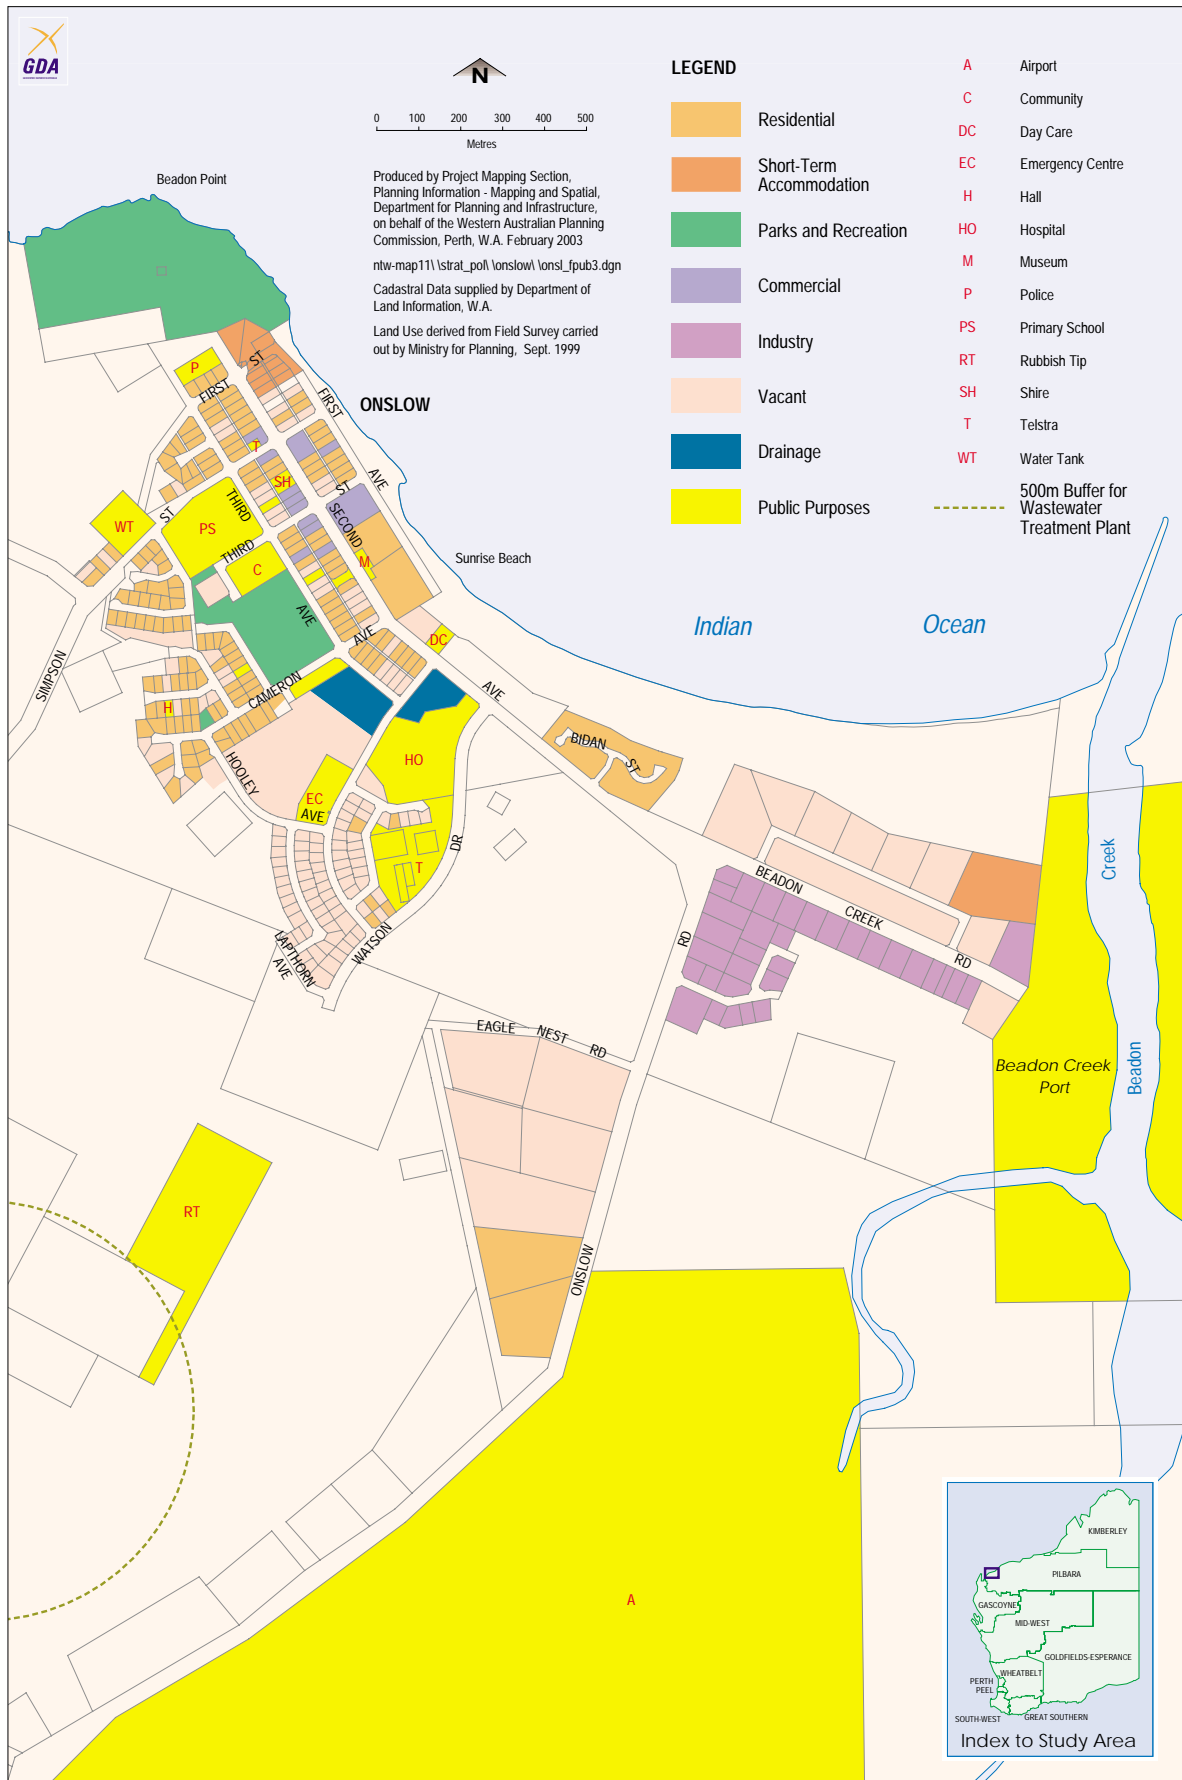 GDA
N
0 100 200 300 400 500
Metres
Produced by Project Mapping Section,
Planning Information - Mapping and Spatial,
Department for Planning and Infrastructure,
on behalf of the Western Australian Planning
Commission, Perth, W.A. February 2003
ntw-map11\ \strat_pol\ \onslow\ \onsl_fpub3.dgn
Cadastral Data supplied by Department of
Land Information, W.A.
Land Use derived from Field Survey carried
out by Ministry for Planning, Sept. 1999
LEGEND
Residential
Short-Term
Accommodation
Parks and Recreation
Commercial
Industry
Vacant
Drainage
Public Purposes
A Airport
C Community
DC Day Care
EC Emergency Centre
H Hall
HO Hospital
M Museum
P Police
PS Primary School
RT Rubbish Tip
SH Shire
T Telstra
WT Water Tank
500m Buffer for
Wastewater
Treatment Plant
Beadon Point
ONSLOW
Sunrise Beach
Indian Ocean
P
FIRST
ST
FIRST
AVE
T
SH
ST
SECOND
THIRD
ST
WT
PS
THIRD
C
M
AVE
AVE
DC
AVE
SIMPSON
CAMERON
H
HOOLEY
AVE
EC
HO
BIDAN
ST
DR
T
WATSON
LAPTHORN
AVE
BEADON
CREEK
RD
RD
Creek
Beadon
Beadon Creek
Port
EAGLE NEST RD
ONSLOW
RT
A
KIMBERLEY
PILBARA
GASCOYNE
MID-WEST
GOLDFIELDS-ESPERANCE
WHEATBELT
PERTH
PEEL
SOUTH-WEST
GREAT SOUTHERN
Index to Study Area